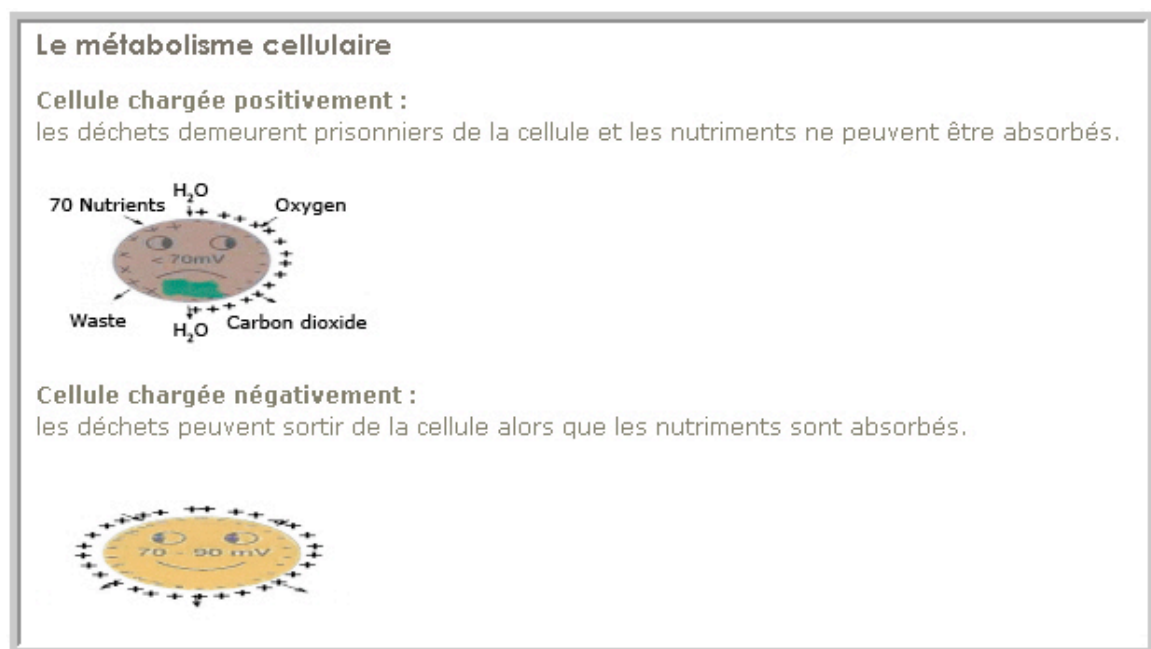 Le métabolisme cellulaire
Cellule chargée positivement :
les déchets demeurent prisonniers de la cellule et les nutriments ne peuvent être absorbés.
H₂O
70 Nutrients
Oxygen
< 70mV
Waste
H₂O
Carbon dioxide
Cellule chargée négativement :
les déchets peuvent sortir de la cellule alors que les nutriments sont absorbés.
70 - 90 mV